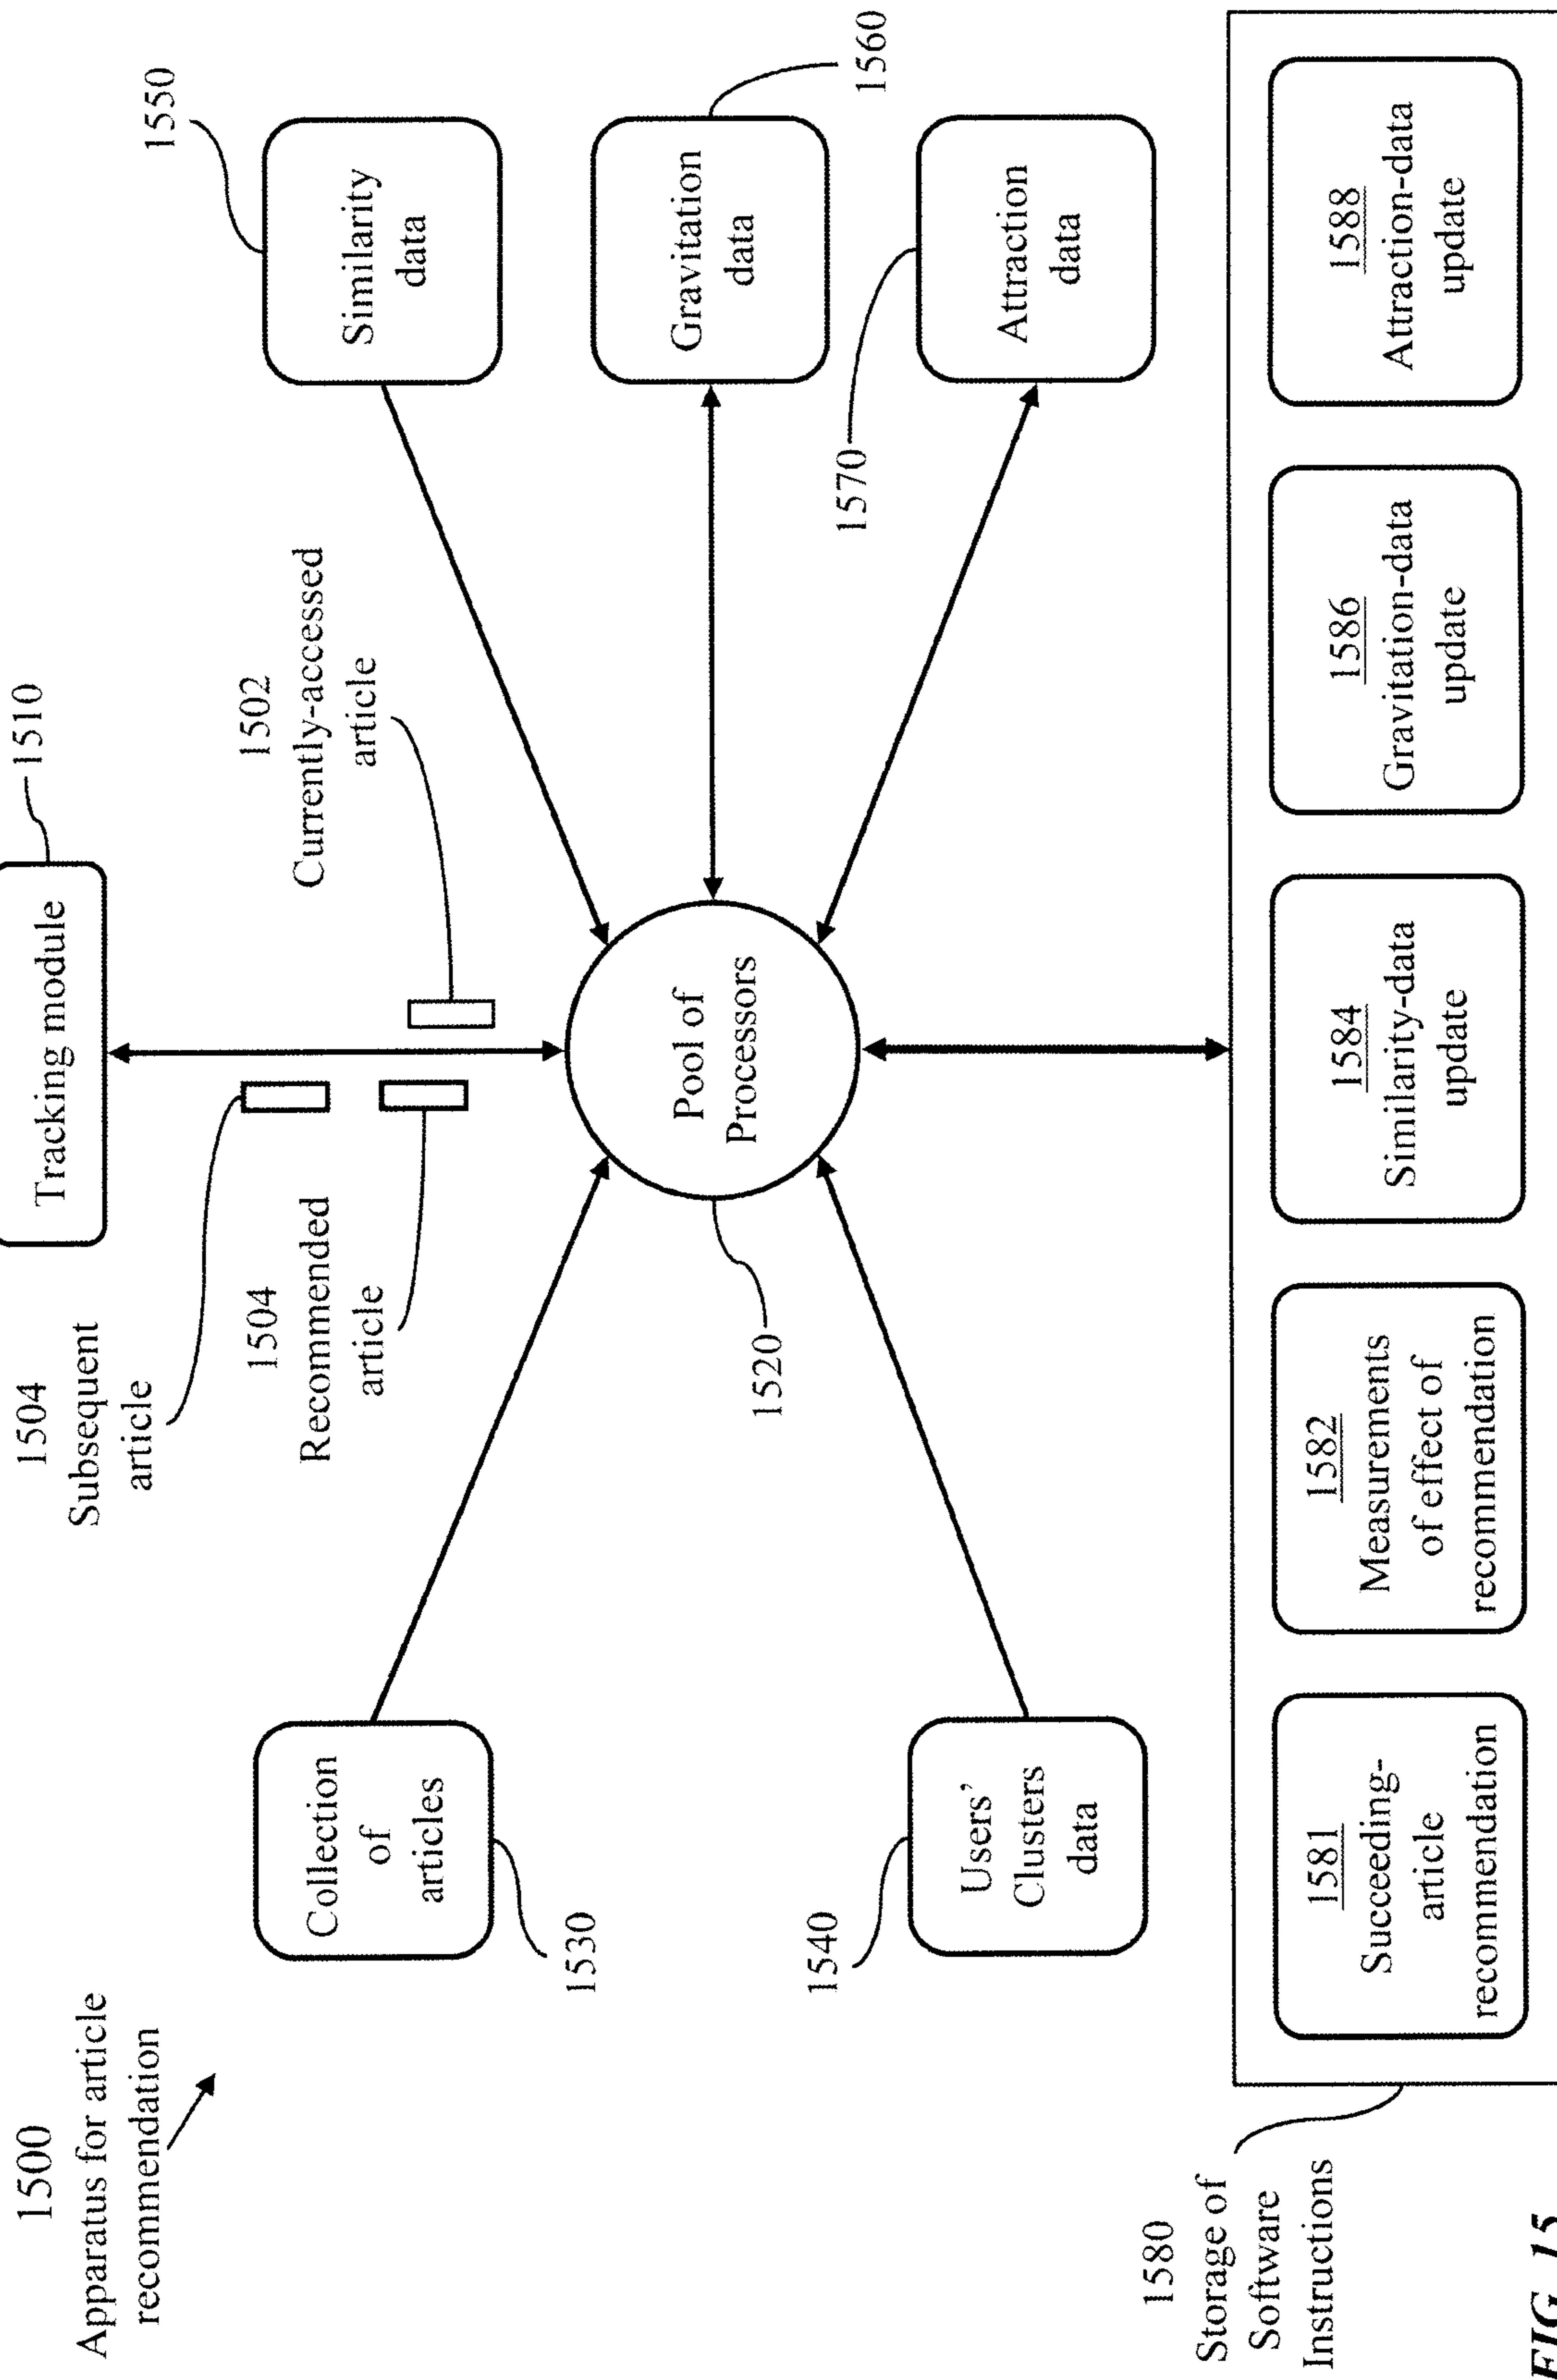 1500
Apparatus for article
recommendation
1504
Subsequent
article
Tracking module
1510
1504
Recommended
article
1502
Currently-accessed
article
1550
Collection
of
articles
1530
Similarity
data
Pool of
Processors
1520
Gravitation
data
1560
1540
Users'
Clusters
data
1570
Attraction
data
1580
Storage of
Software
Instructions
1581
Succeeding-
article
recommendation
1582
Measurements
of effect of
recommendation
1584
Similarity-data
update
1586
Gravitation-data
update
1588
Attraction-data
update
FIG. 15